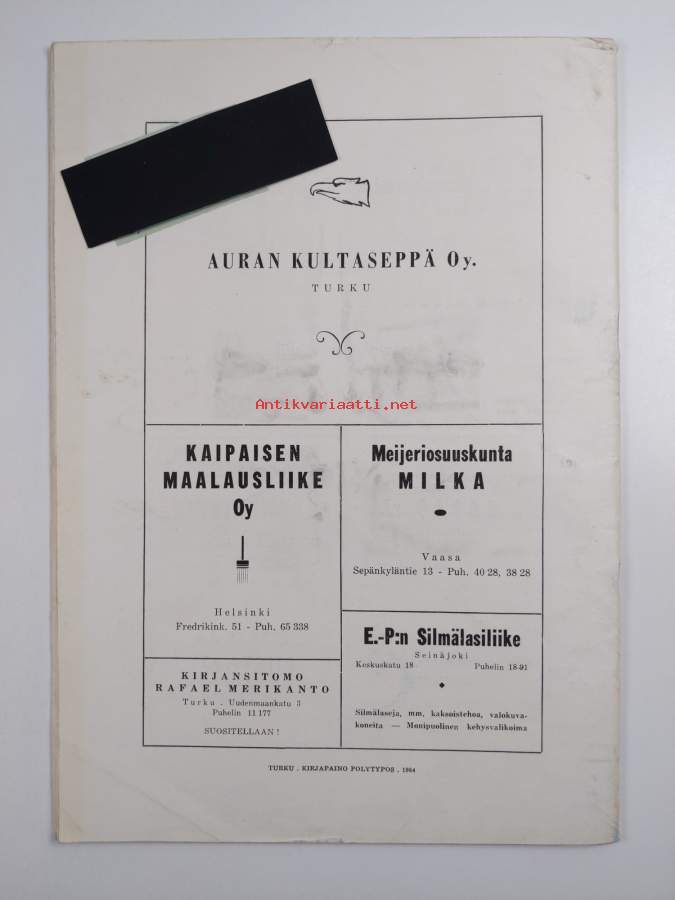 AURAN KULTASEPPÄ Oy.
TURKU
Antikvariaatti.net
KAIPAISEN
MAALAUSLIIKE
Oy
Helsinki
Fredrikink. 51 - Puh. 65 338
Meijeriosuuskunta
MILKA
Vaasa
Sepänkyläntie 13 - Puh. 40 28, 38 28
E.-P:n Silmälasiliike
Seinäjoki
Keskuskatu 18 Puhelin 18-91
Silmälaseja, mm. kaksoistehoa, valokuva-
koneita — Monipuolinen kehysvalikoima
KIRJANSITOMO
RAFAEL MERIKANTO
Turku . Uudenmaankatu 3
Puhelin 11 177
SUOSITELLAAN!
TURKU . KIRJAPAINO POLYTYPOS . 1964